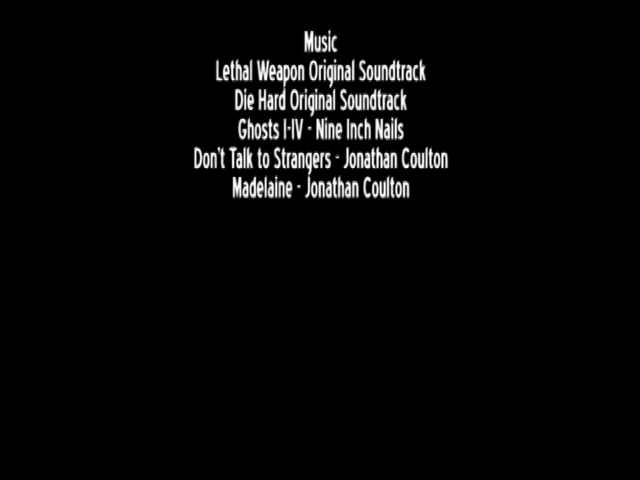 Music
Lethal Weapon Original Soundtrack
Die Hard Original Soundtrack
Ghosts I-IV - Nine Inch Nails
Don't Talk to Strangers - Jonathan Coulton
Madelaine - Jonathan Coulton